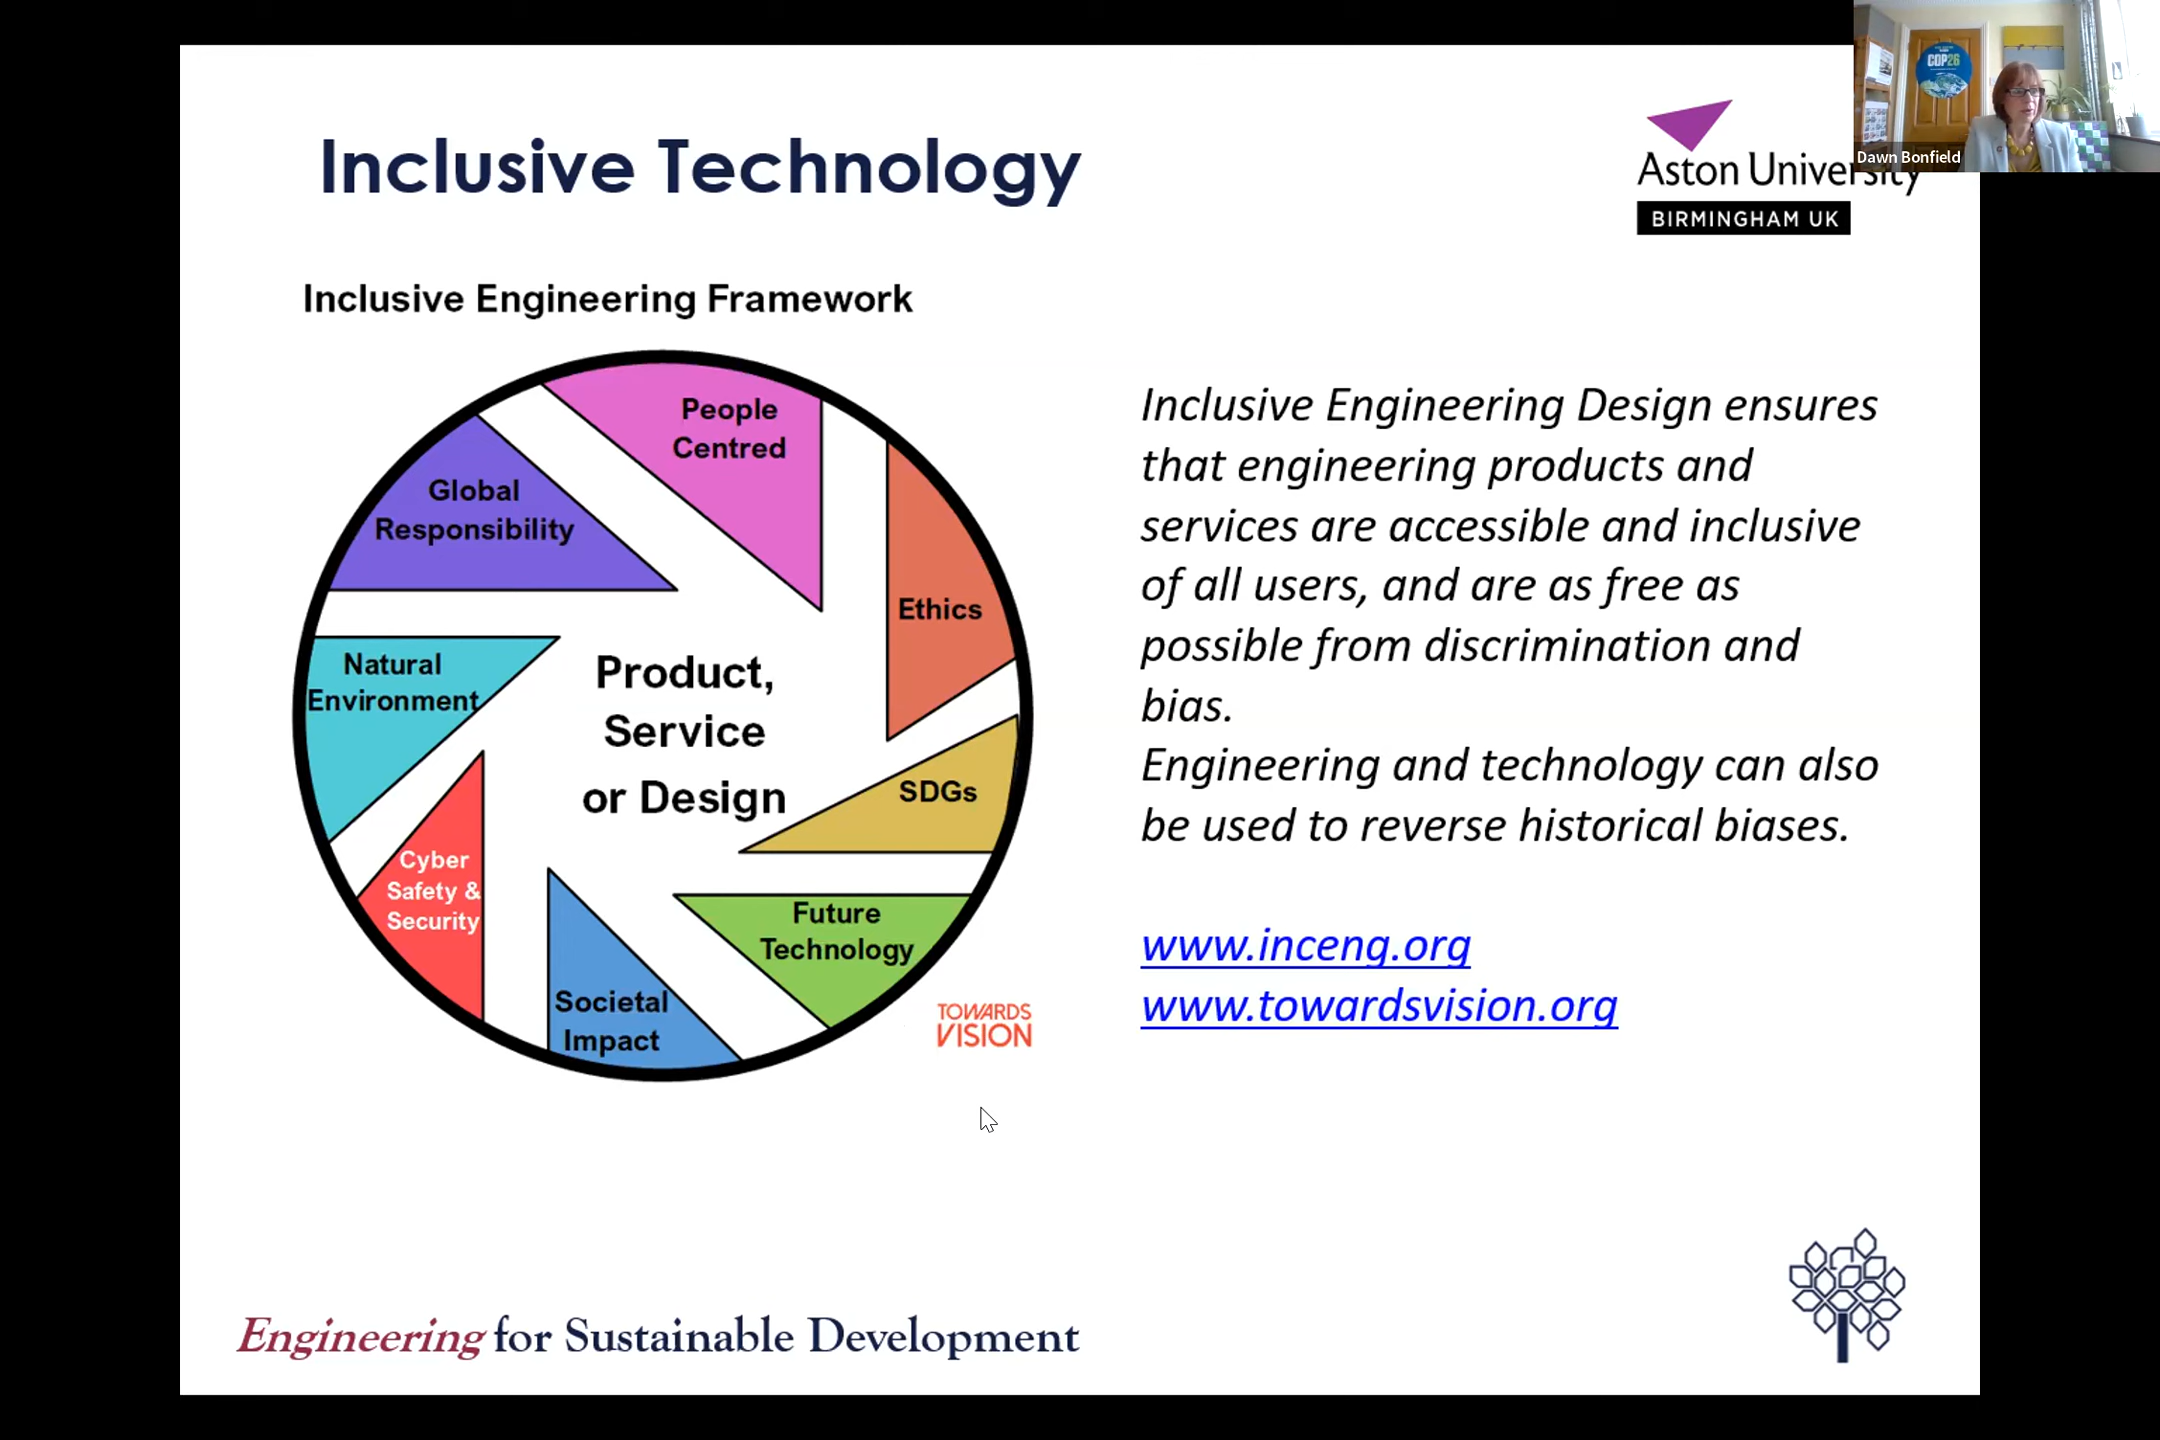 COP26
Dawn Bonfield
Inclusive Technology
Aston University
BIRMINGHAM UK
Inclusive Engineering Framework
People
Centred
Global
Responsibility
Ethics
Natural
Environment
Product,
Service
or Design
SDGs
Cyber
Safety &
Security
Future
Technology
Societal
Impact
TOWARDS
VISION
Inclusive Engineering Design ensures
that engineering products and
services are accessible and inclusive
of all users, and are as free as
possible from discrimination and
bias.
Engineering and technology can also
be used to reverse historical biases.
www.inceng.org
www.towardsvision.org
Engineering for Sustainable Development